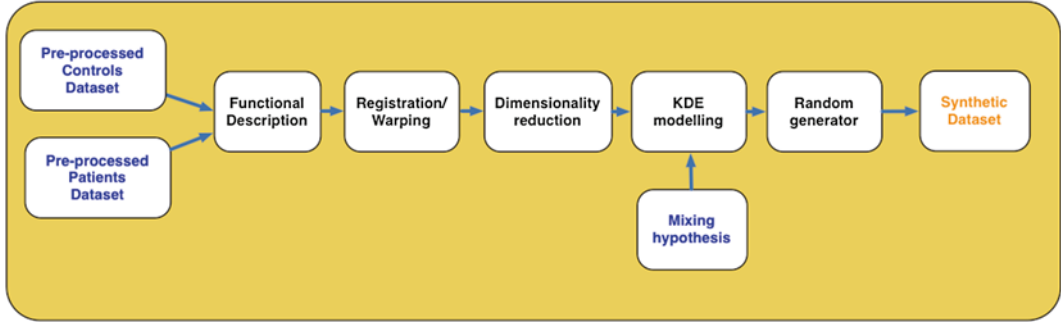 Pre-processed
Controls
Dataset
Pre-processed
Patients
Dataset
Functional
Description
Registration/
Warping
Dimensionality
reduction
KDE
modelling
Mixing
hypothesis
Random
generator
Synthetic
Dataset